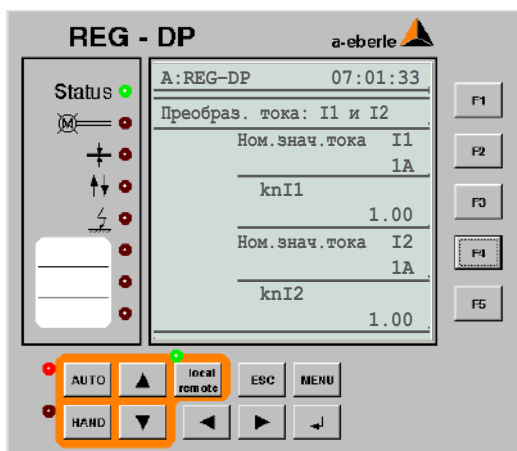 REG - DP
a-eberle
Status
M
A:REG-DP 07:01:33
Преобраз. тока: I1 и I2
Ном.знач.тока I1
1A
knI1
1.00
Ном.знач.тока I2
1A
knI2
1.00
F1
F2
F3
F4
F5
AUTO
local
remote
ESC
MENU
HAND